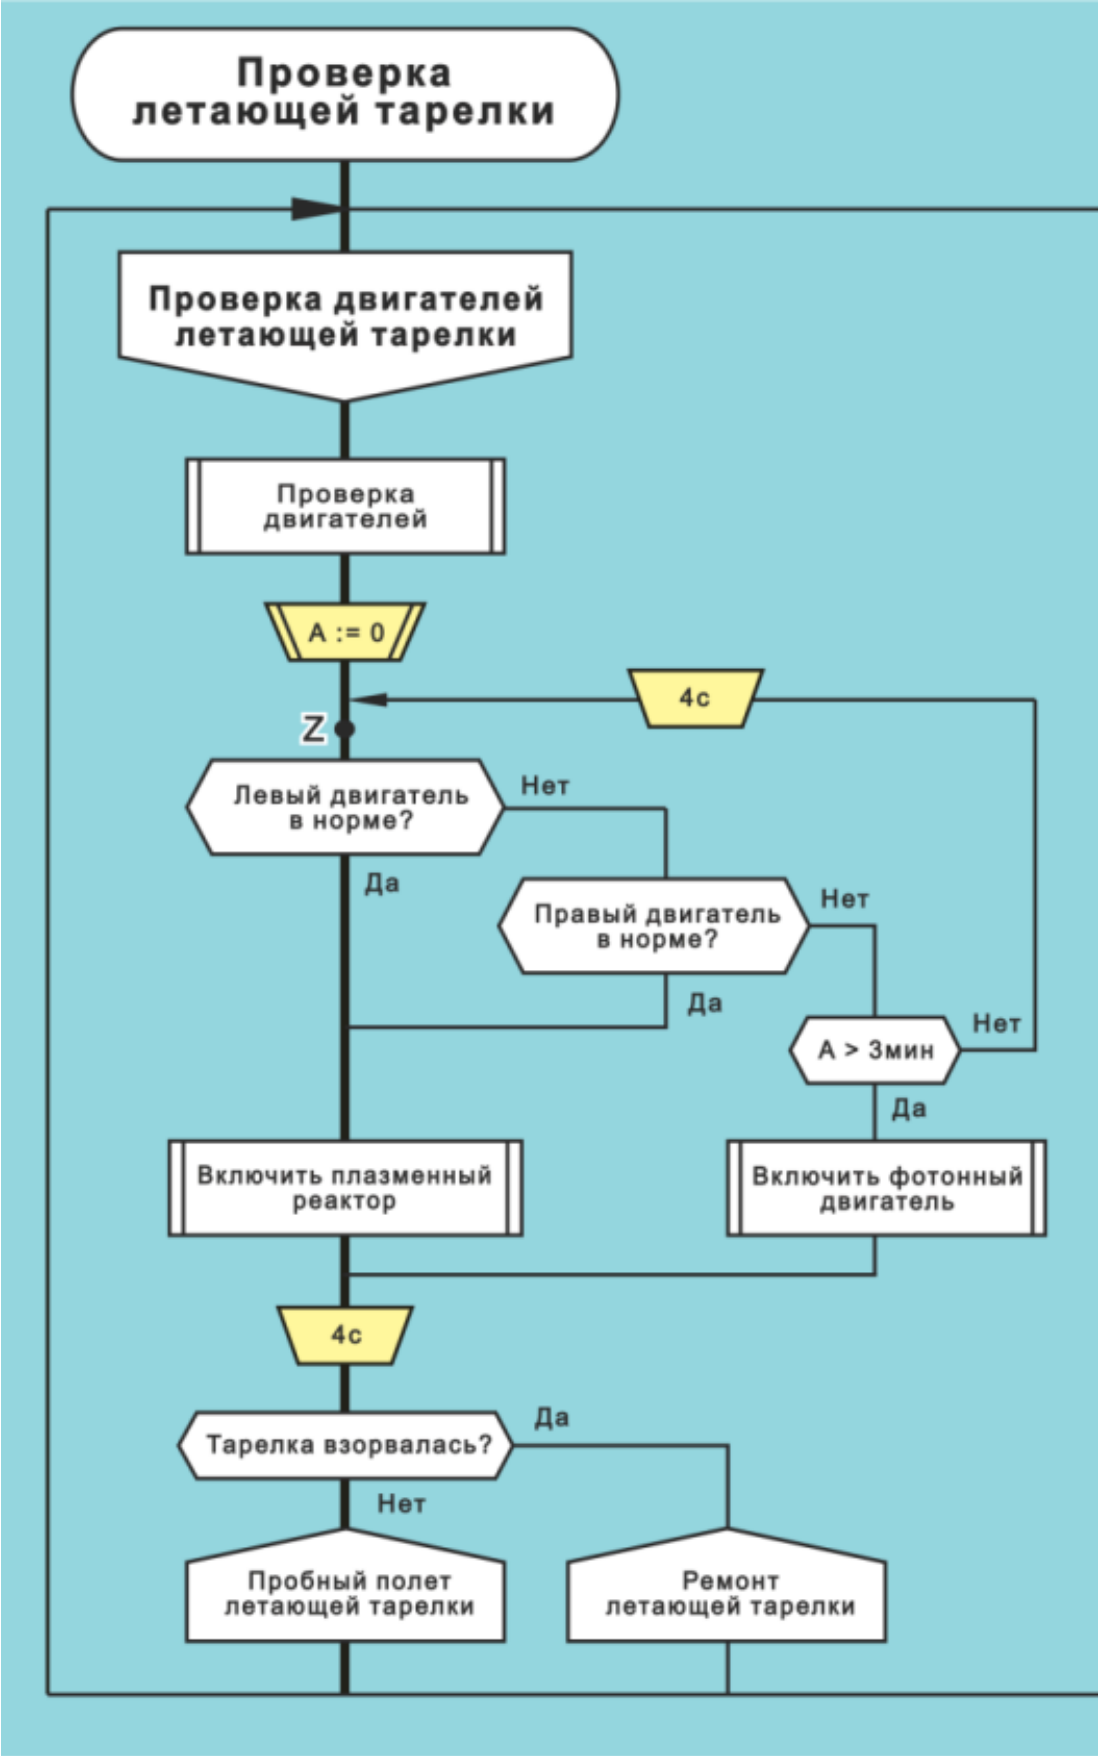 Проверка
летающей тарелки
Проверка двигателей
летающей тарелки
Проверка
двигателей
А := 0
4с
Z
Левый двигатель
в норме?
Нет
Да
Правый двигатель
в норме?
Нет
Да
А > 3мин
Нет
Да
Включить плазменный
реактор
Включить фотонный
двигатель
4с
Тарелка взорвалась?
Да
Нет
Пробный полет
летающей тарелки
Ремонт
летающей тарелки